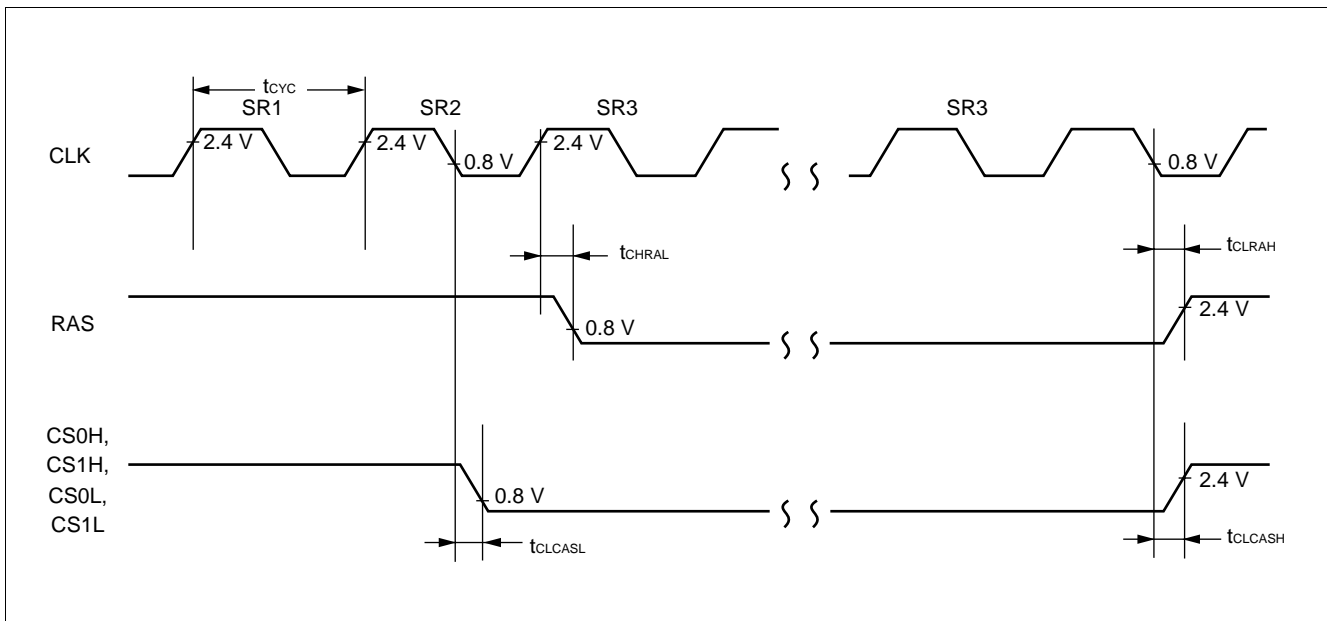 tCYC
SR1 SR2 SR3 SR3
CLK
2.4 V 2.4 V 0.8 V 2.4 V 0.8 V
tCHRAL tCLRAH
RAS
0.8 V 2.4 V
CS0H,
CS1H,
CS0L,
CS1L
0.8 V 2.4 V
tCLCASL tCLCASH